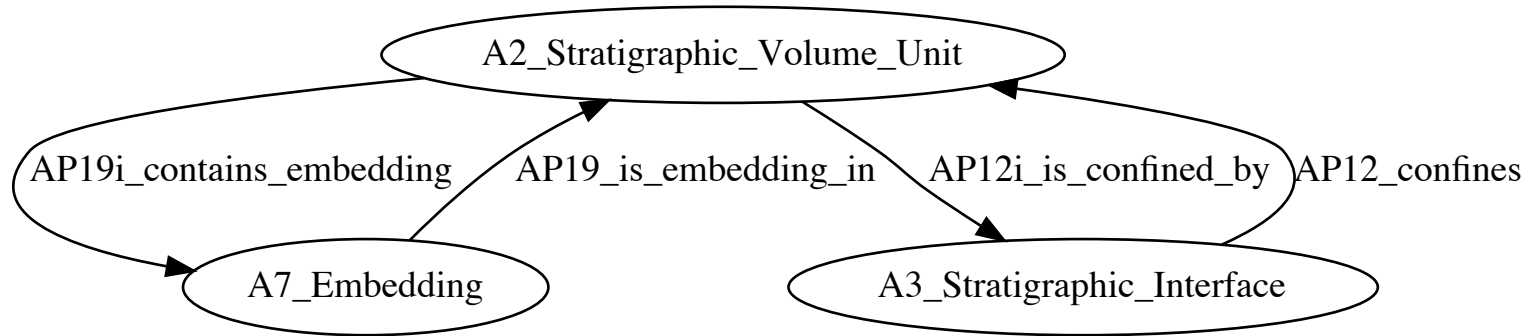 A2_Stratigraphic_Volume_Unit
AP19i_contains_embedding
AP19_is_embedding_in
AP12i_is_confined_by
AP12_confines
A7_Embedding
A3_Stratigraphic_Interface